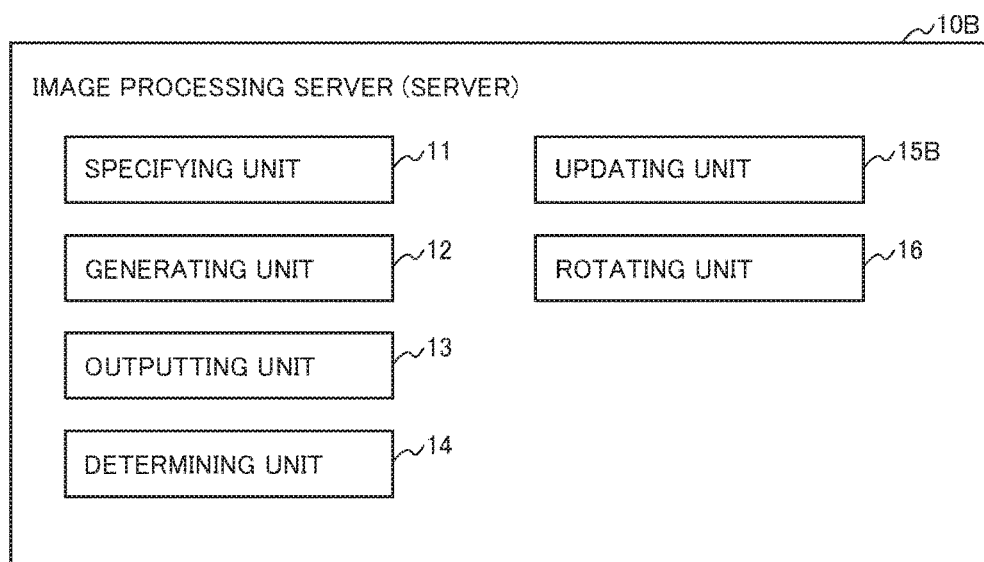 10B
IMAGE PROCESSING SERVER (SERVER)
SPECIFYING UNIT 11
GENERATING UNIT 12
OUTPUTTING UNIT 13
DETERMINING UNIT 14
UPDATING UNIT 15B
ROTATING UNIT 16